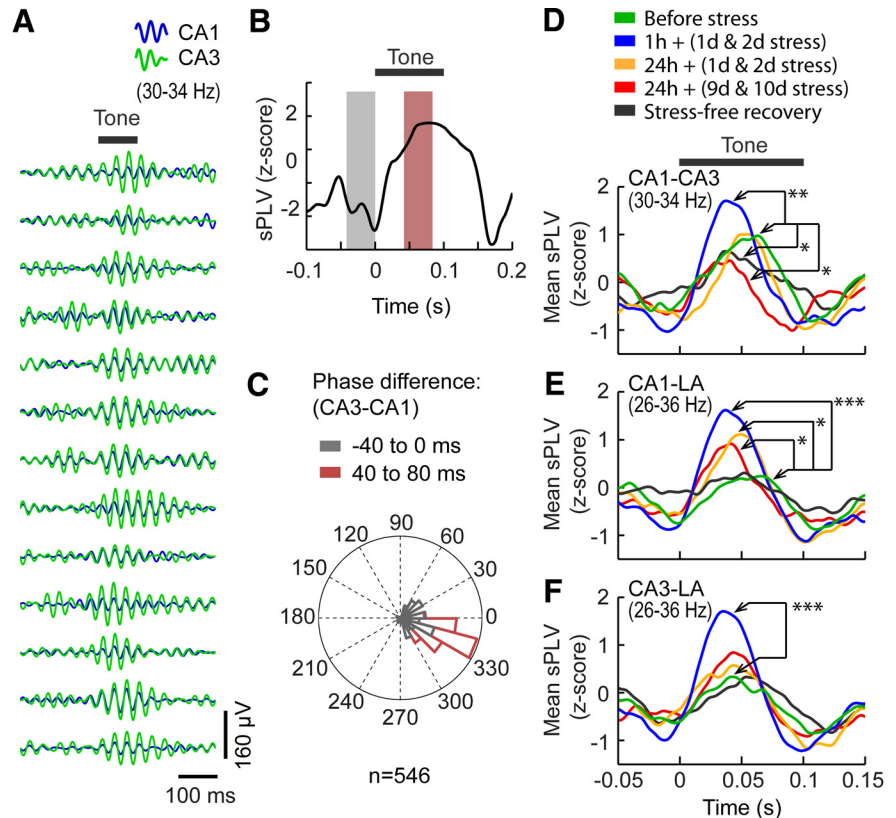 A
CA1
CA3
(30-34 Hz)
Tone
160 µV
100 ms
B
Tone
sPLV (z-score)
2
0
-2
-0.1
0
0.1
0.2
Time (s)
C
Phase difference:
(CA3-CA1)
-40 to 0 ms
40 to 80 ms
90
60
30
0
330
300
270
240
210
180
150
120
n=546
D
Before stress
1h + (1d & 2d stress)
24h + (1d & 2d stress)
24h + (9d & 10d stress)
Stress-free recovery
Tone
CA1-CA3
(30-34 Hz)
Mean sPLV
(z-score)
2
1
0
-1
**
*
*
E
CA1-LA
(26-36 Hz)
Mean sPLV
(z-score)
2
1
0
-1
***
*
*
F
CA3-LA
(26-36 Hz)
Mean sPLV
(z-score)
2
1
0
-1
***
-0.05
0
0.05
0.1
0.15
Time (s)